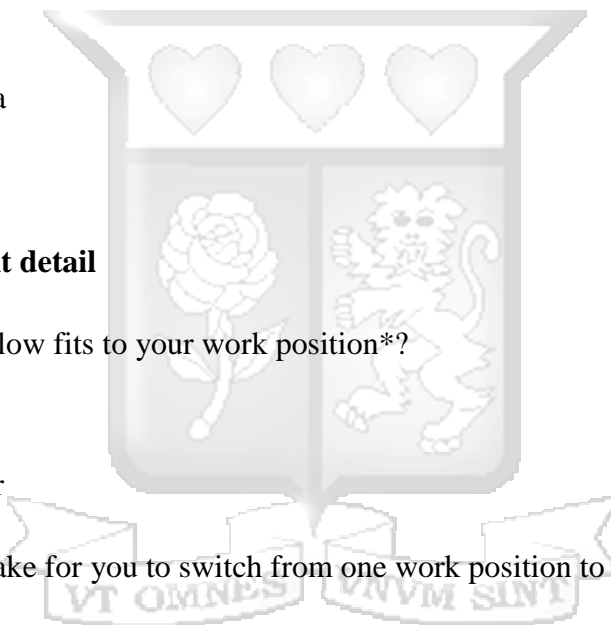 a
t detail
low fits to your work position*?
r
ake for you to switch from one work position to
VT OMNES VNVM SINT